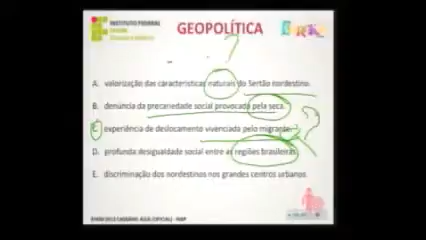 INSTITUTO FEDERAL
GEOPOLÍTICA
?
A. valorização das características naturais do Sertão nordestino.
B. denúncia da precariedade social provocada pela seca.
C. experiência de deslocamento vivenciada pelo migrante.
D. profunda desigualdade social entre as regiões brasileiras.
E. discriminação dos nordestinos nos grandes centros urbanos.